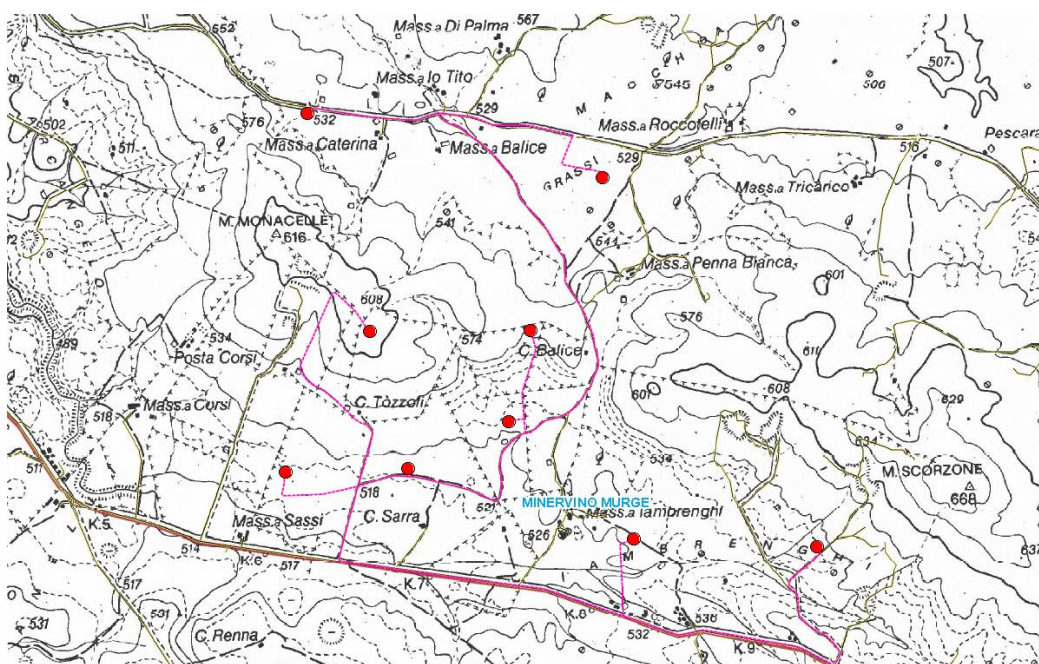 567
Mass.a Di Palma
552
507
545
506
Mass.a lo Tito
529
532
576
Mass.a Roccotelli
502
511
Mass.a Caterina
Mass.a Balice
529
516
Pescara
GRASSI
Mass.a Tricarico
M. MONACELLE
616
541
544
Mass.a Penna Bianca
601
608
576
534
574
489
Posta Corsi
C. Balice
611
608
601
C. Tozzoli
629
518
Mass.a Corsi
534
634
M. SCORZONE
668
511
518
521
MINERVINO MURGE
K.5
Mass.a Sassi
C. Sarra
Mass.a Iambrenghi
526
514
K.6
517
637
K.7
517
K.8
536
531
C. Renna
532
K.9